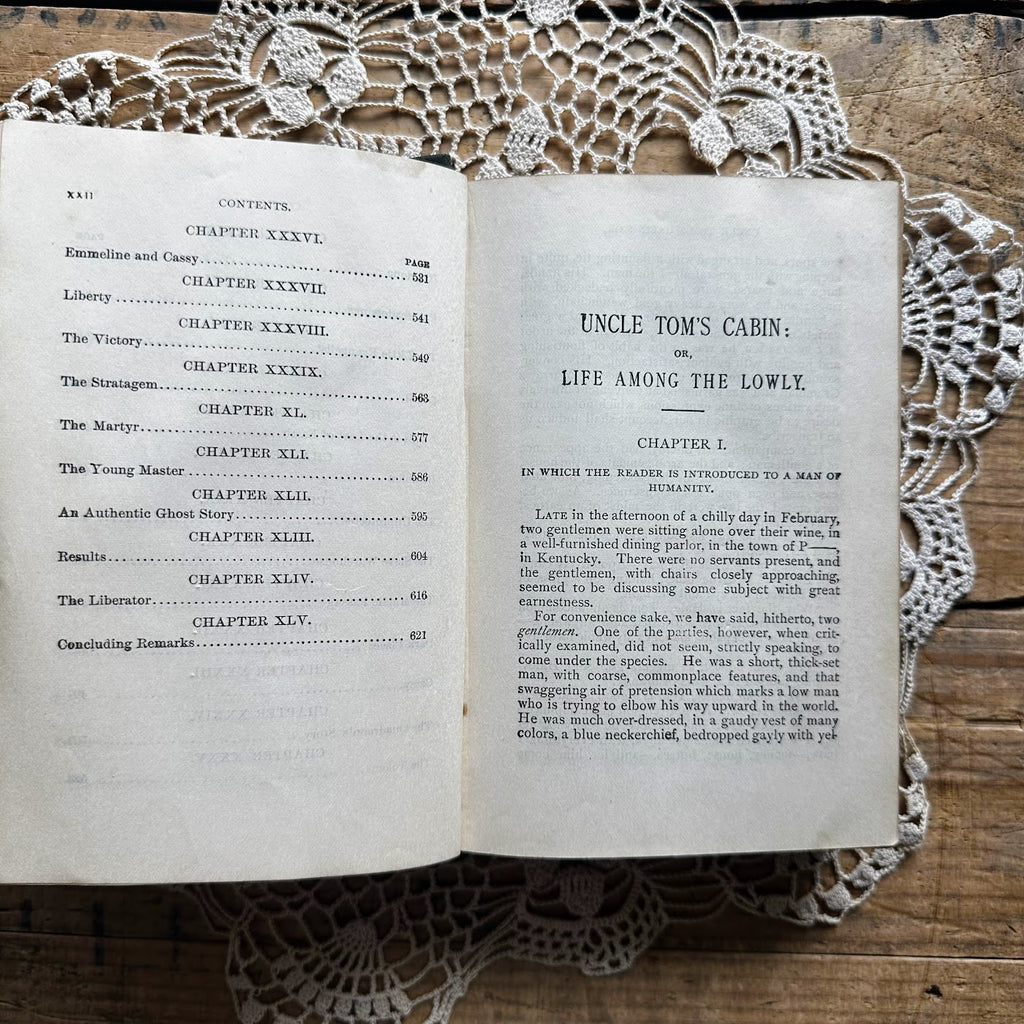 xxii
CONTENTS.
CHAPTER XXXVI.
PAGE
Emmeline and Cassy.......................... 531
CHAPTER XXXVII.
Liberty .......................................... 541
CHAPTER XXXVIII.
The Victory..................................... 549
CHAPTER XXXIX.
The Stratagem.................................. 563
CHAPTER XL.
The Martyr...................................... 577
CHAPTER XLI.
The Young Master ............................. 586
CHAPTER XLII.
An Authentic Ghost Story...................... 595
CHAPTER XLIII.
Results........................................... 604
CHAPTER XLIV.
The Liberator.................................... 616
CHAPTER XLV.
Concluding Remarks............................ 621
UNCLE TOM'S CABIN:
OR,
LIFE AMONG THE LOWLY.
CHAPTER I.
IN WHICH THE READER IS INTRODUCED TO A MAN OF
HUMANITY.
LATE in the afternoon of a chilly day in February,
two gentlemen were sitting alone over their wine, in
a well-furnished dining parlor, in the town of P——,
in Kentucky. There were no servants present, and
the gentlemen, with chairs closely approaching,
seemed to be discussing some subject with great
earnestness.
For convenience sake, we have said, hitherto, two
gentlemen. One of the parties, however, when crit-
ically examined, did not seem, strictly speaking, to
come under the species. He was a short, thick-set
man, with coarse, commonplace features, and that
swaggering air of pretension which marks a low man
who is trying to elbow his way upward in the world.
He was much over-dressed, in a gaudy vest of many
colors, a blue neckerchief, bedropped gayly with yel-